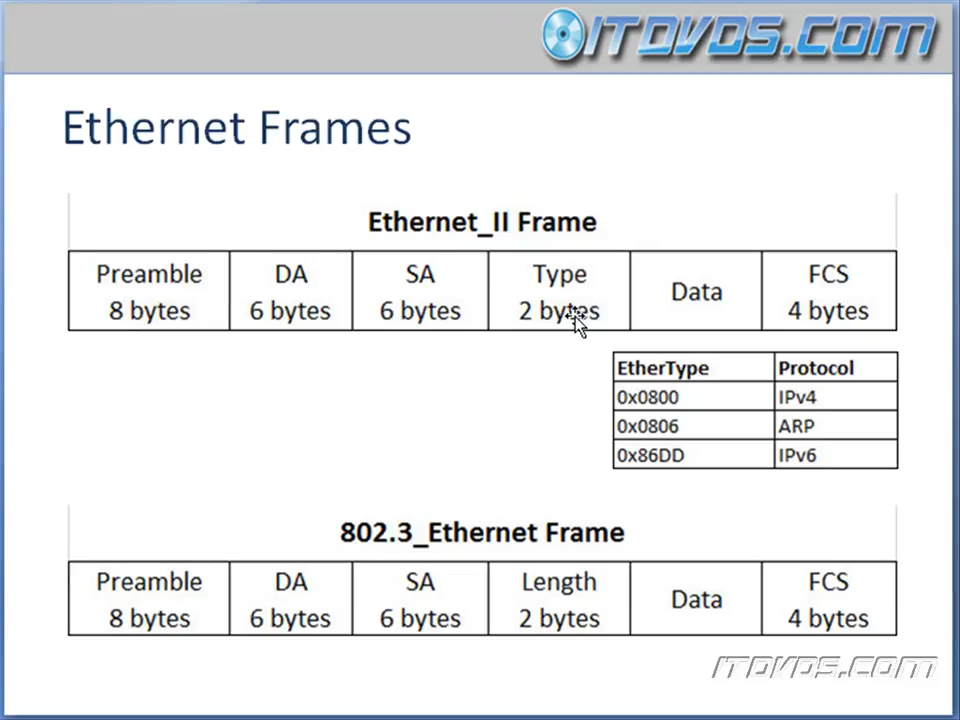 ITDVDS.COM
Ethernet Frames
Ethernet_II Frame
Preamble DA SA Type Data FCS
8 bytes 6 bytes 6 bytes 2 bytes 4 bytes
EtherType Protocol
0x0800 IPv4
0x0806 ARP
0x86DD IPv6
802.3_Ethernet Frame
Preamble DA SA Length Data FCS
8 bytes 6 bytes 6 bytes 2 bytes 4 bytes
ITDVDS.COM